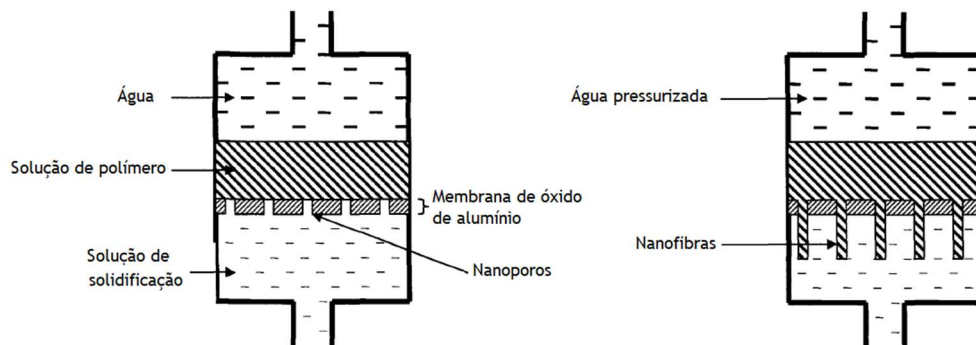 Água
Solução de polímero
Membrana de óxido
de alumínio
Solução de
solidificação
Nanoporos
Água pressurizada
Nanofibras